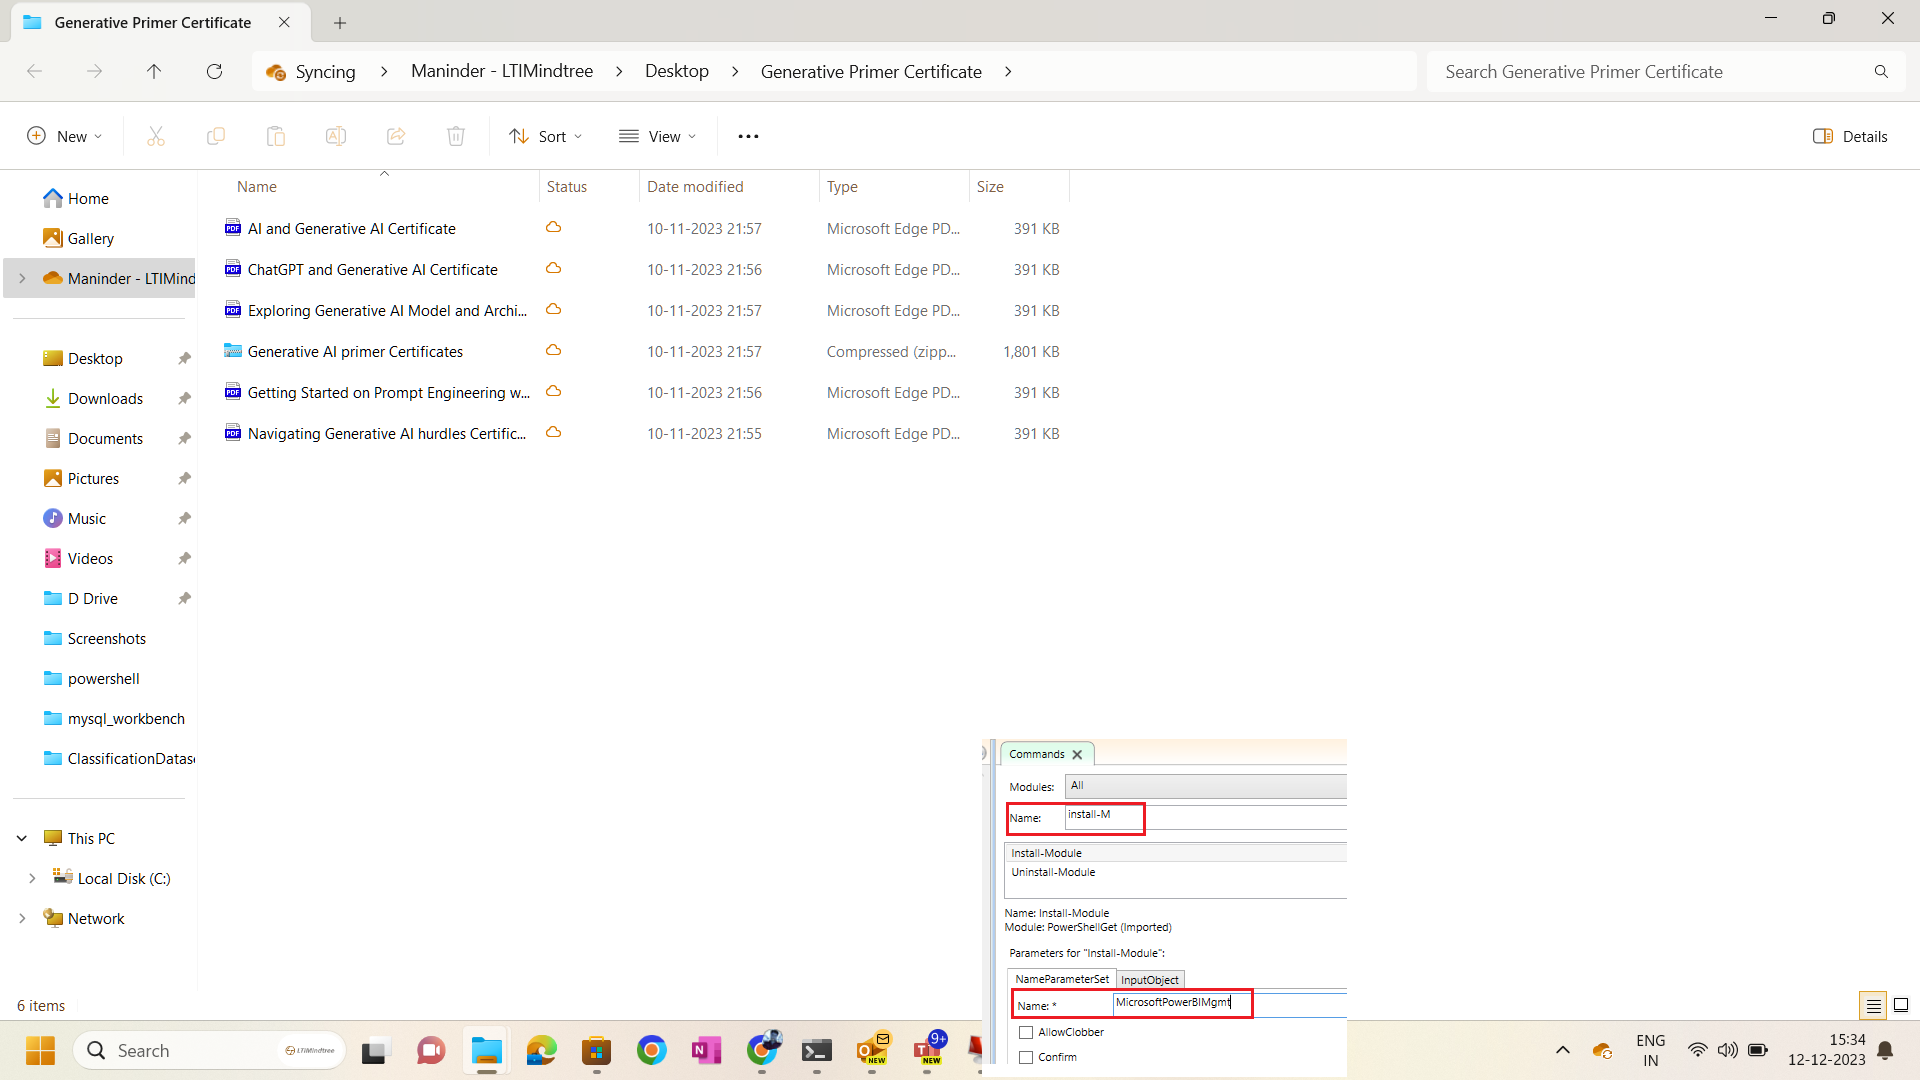 Generative Primer Certificate
Syncing > Maninder - LTIMindtree > Desktop > Generative Primer Certificate >
Search Generative Primer Certificate
New
Sort
View
Details
Home
Gallery
Maninder - LTIMind
Desktop
Downloads
Documents
Pictures
Music
Videos
D Drive
Screenshots
powershell
mysql_workbench
ClassificationDatas
This PC
Local Disk (C:)
Network
Name Status Date modified Type Size
AI and Generative AI Certificate 10-11-2023 21:57 Microsoft Edge PD... 391 KB
ChatGPT and Generative AI Certificate 10-11-2023 21:56 Microsoft Edge PD... 391 KB
Exploring Generative AI Model and Archi... 10-11-2023 21:57 Microsoft Edge PD... 391 KB
Generative AI primer Certificates 10-11-2023 21:57 Compressed (zipp... 1,801 KB
Getting Started on Prompt Engineering w... 10-11-2023 21:56 Microsoft Edge PD... 391 KB
Navigating Generative AI hurdles Certific... 10-11-2023 21:55 Microsoft Edge PD... 391 KB
Commands
Modules: All
Name: install-M
Install-Module
Uninstall-Module
Name: Install-Module
Module: PowerShellGet (Imported)
Parameters for "Install-Module":
NameParameterSet InputObject
Name: * MicrosoftPowerBIMgmt
AllowClobber
Confirm
6 items
Search
LTIMindtree
NEW
9+
NEW
ENG
IN
15:34
12-12-2023